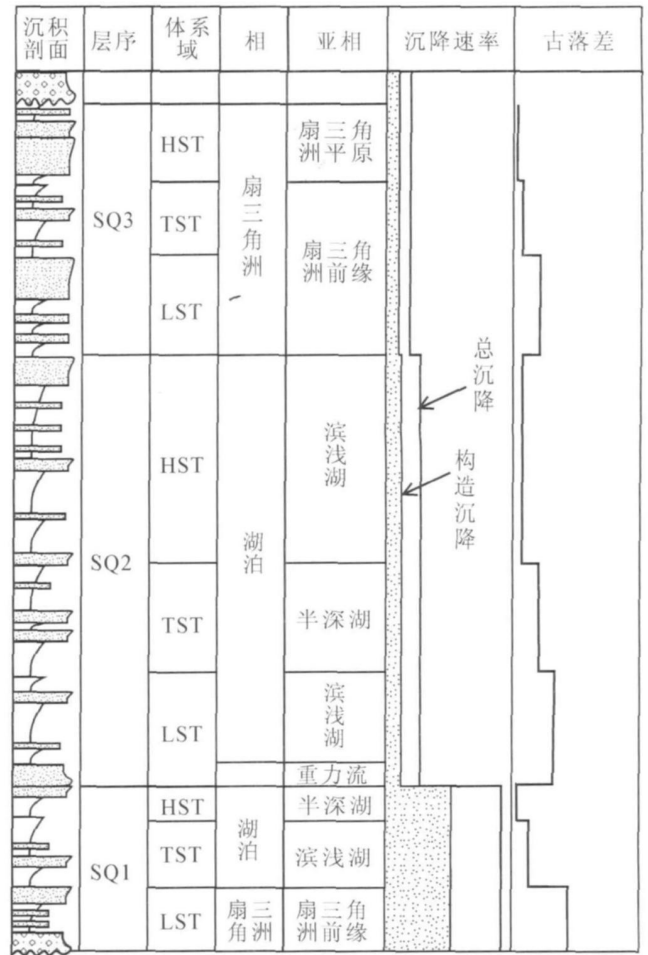 沉积剖面 层序 体系域 相 亚相 沉降速率 古落差
SQ3
HST
TST
LST
扇三角洲
扇三角洲平原
扇三角洲前缘
SQ2
HST
TST
LST
湖泊
滨浅湖
半深湖
滨浅湖
重力流
总沉降
构造沉降
SQ1
HST
TST
LST
湖泊
扇三角洲
半深湖
滨浅湖
扇三角洲前缘